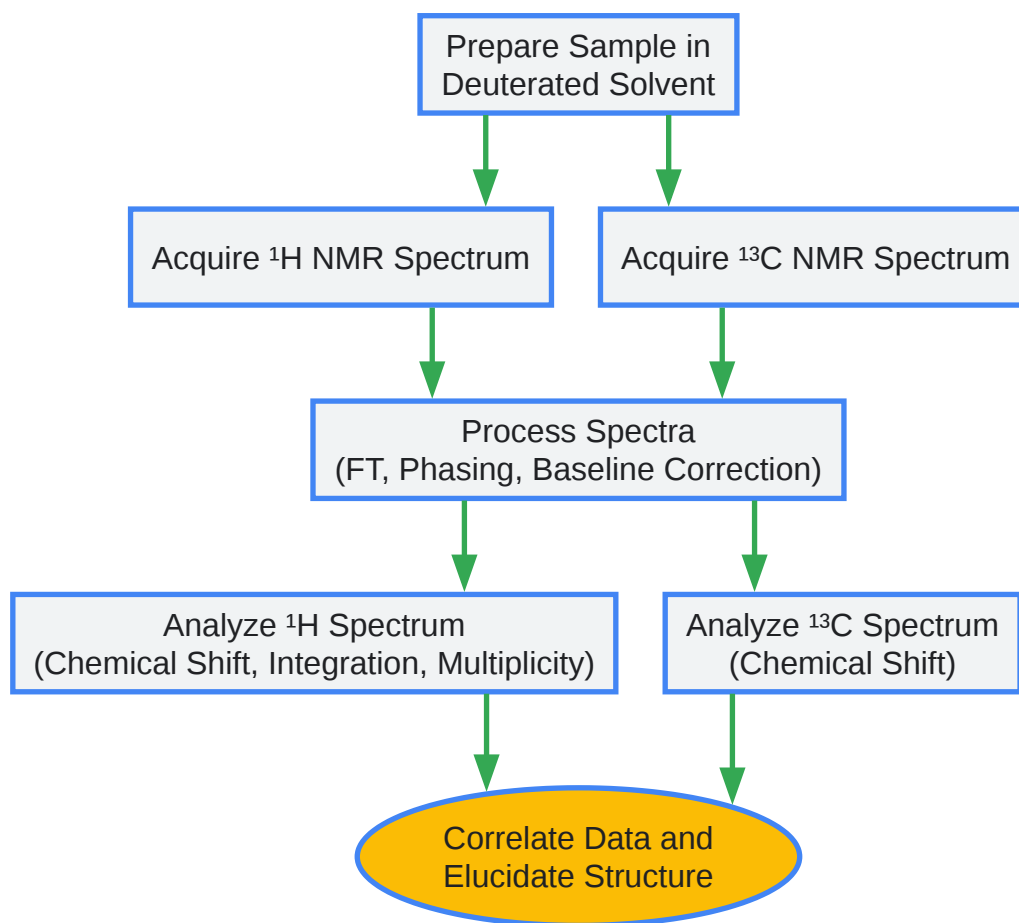 Prepare Sample in
Deuterated Solvent
Acquire ¹H NMR Spectrum
Acquire ¹³C NMR Spectrum
Process Spectra
(FT, Phasing, Baseline Correction)
Analyze ¹H Spectrum
(Chemical Shift, Integration, Multiplicity)
Analyze ¹³C Spectrum
(Chemical Shift)
Correlate Data and
Elucidate Structure